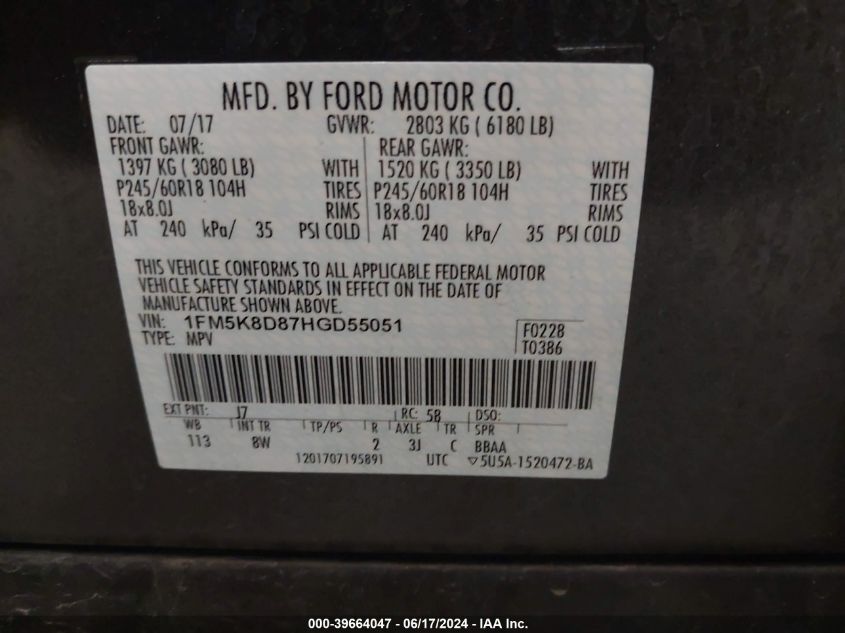 MFD. BY FORD MOTOR CO.
DATE: 07/17 GVWR: 2803 KG ( 6180 LB)
FRONT GAWR: REAR GAWR:
1397 KG ( 3080 LB) WITH 1520 KG ( 3350 LB) WITH
P245/60R18 104H TIRES P245/60R18 104H TIRES
18x8.0J RIMS 18x8.0J RIMS
AT 240 kPa/ 35 PSI COLD AT 240 kPa/ 35 PSI COLD
THIS VEHICLE CONFORMS TO ALL APPLICABLE FEDERAL MOTOR
VEHICLE SAFETY STANDARDS IN EFFECT ON THE DATE OF
MANUFACTURE SHOWN ABOVE.
VIN: 1FM5K8D87HGD55051 F0228
TYPE: MPV T0386
EXT PNT: J7 RC: 58 DSO:
WB INT TR TP/PS R AXLE TR SPR
113 8W 2 3J C BBAA
1201707195891 UTC ▽5U5A-1520472-BA
000-39664047 - 06/17/2024 - IAA Inc.